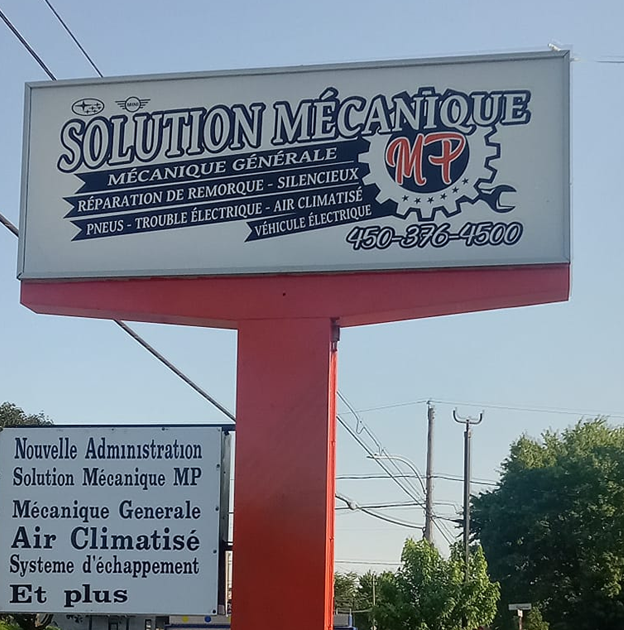 MINI
SOLUTION MÉCANIQUE
MP
MÉCANIQUE GÉNÉRALE
RÉPARATION DE REMORQUE - SILENCIEUX
PNEUS - TROUBLE ÉLECTRIQUE - AIR CLIMATISÉ
VÉHICULE ÉLECTRIQUE
450-376-4500
Nouvelle Administration
Solution Mécanique MP
Mécanique Generale
Air Climatisé
Systeme d'échappement
Et plus